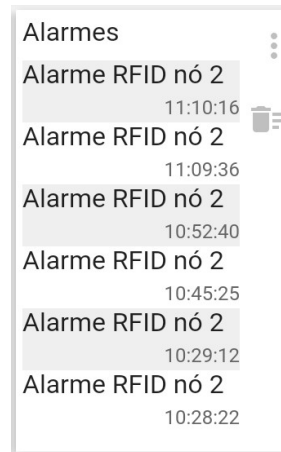 Alarmes
Alarme RFID nó 2
11:10:16
Alarme RFID nó 2
11:09:36
Alarme RFID nó 2
10:52:40
Alarme RFID nó 2
10:45:25
Alarme RFID nó 2
10:29:12
Alarme RFID nó 2
10:28:22